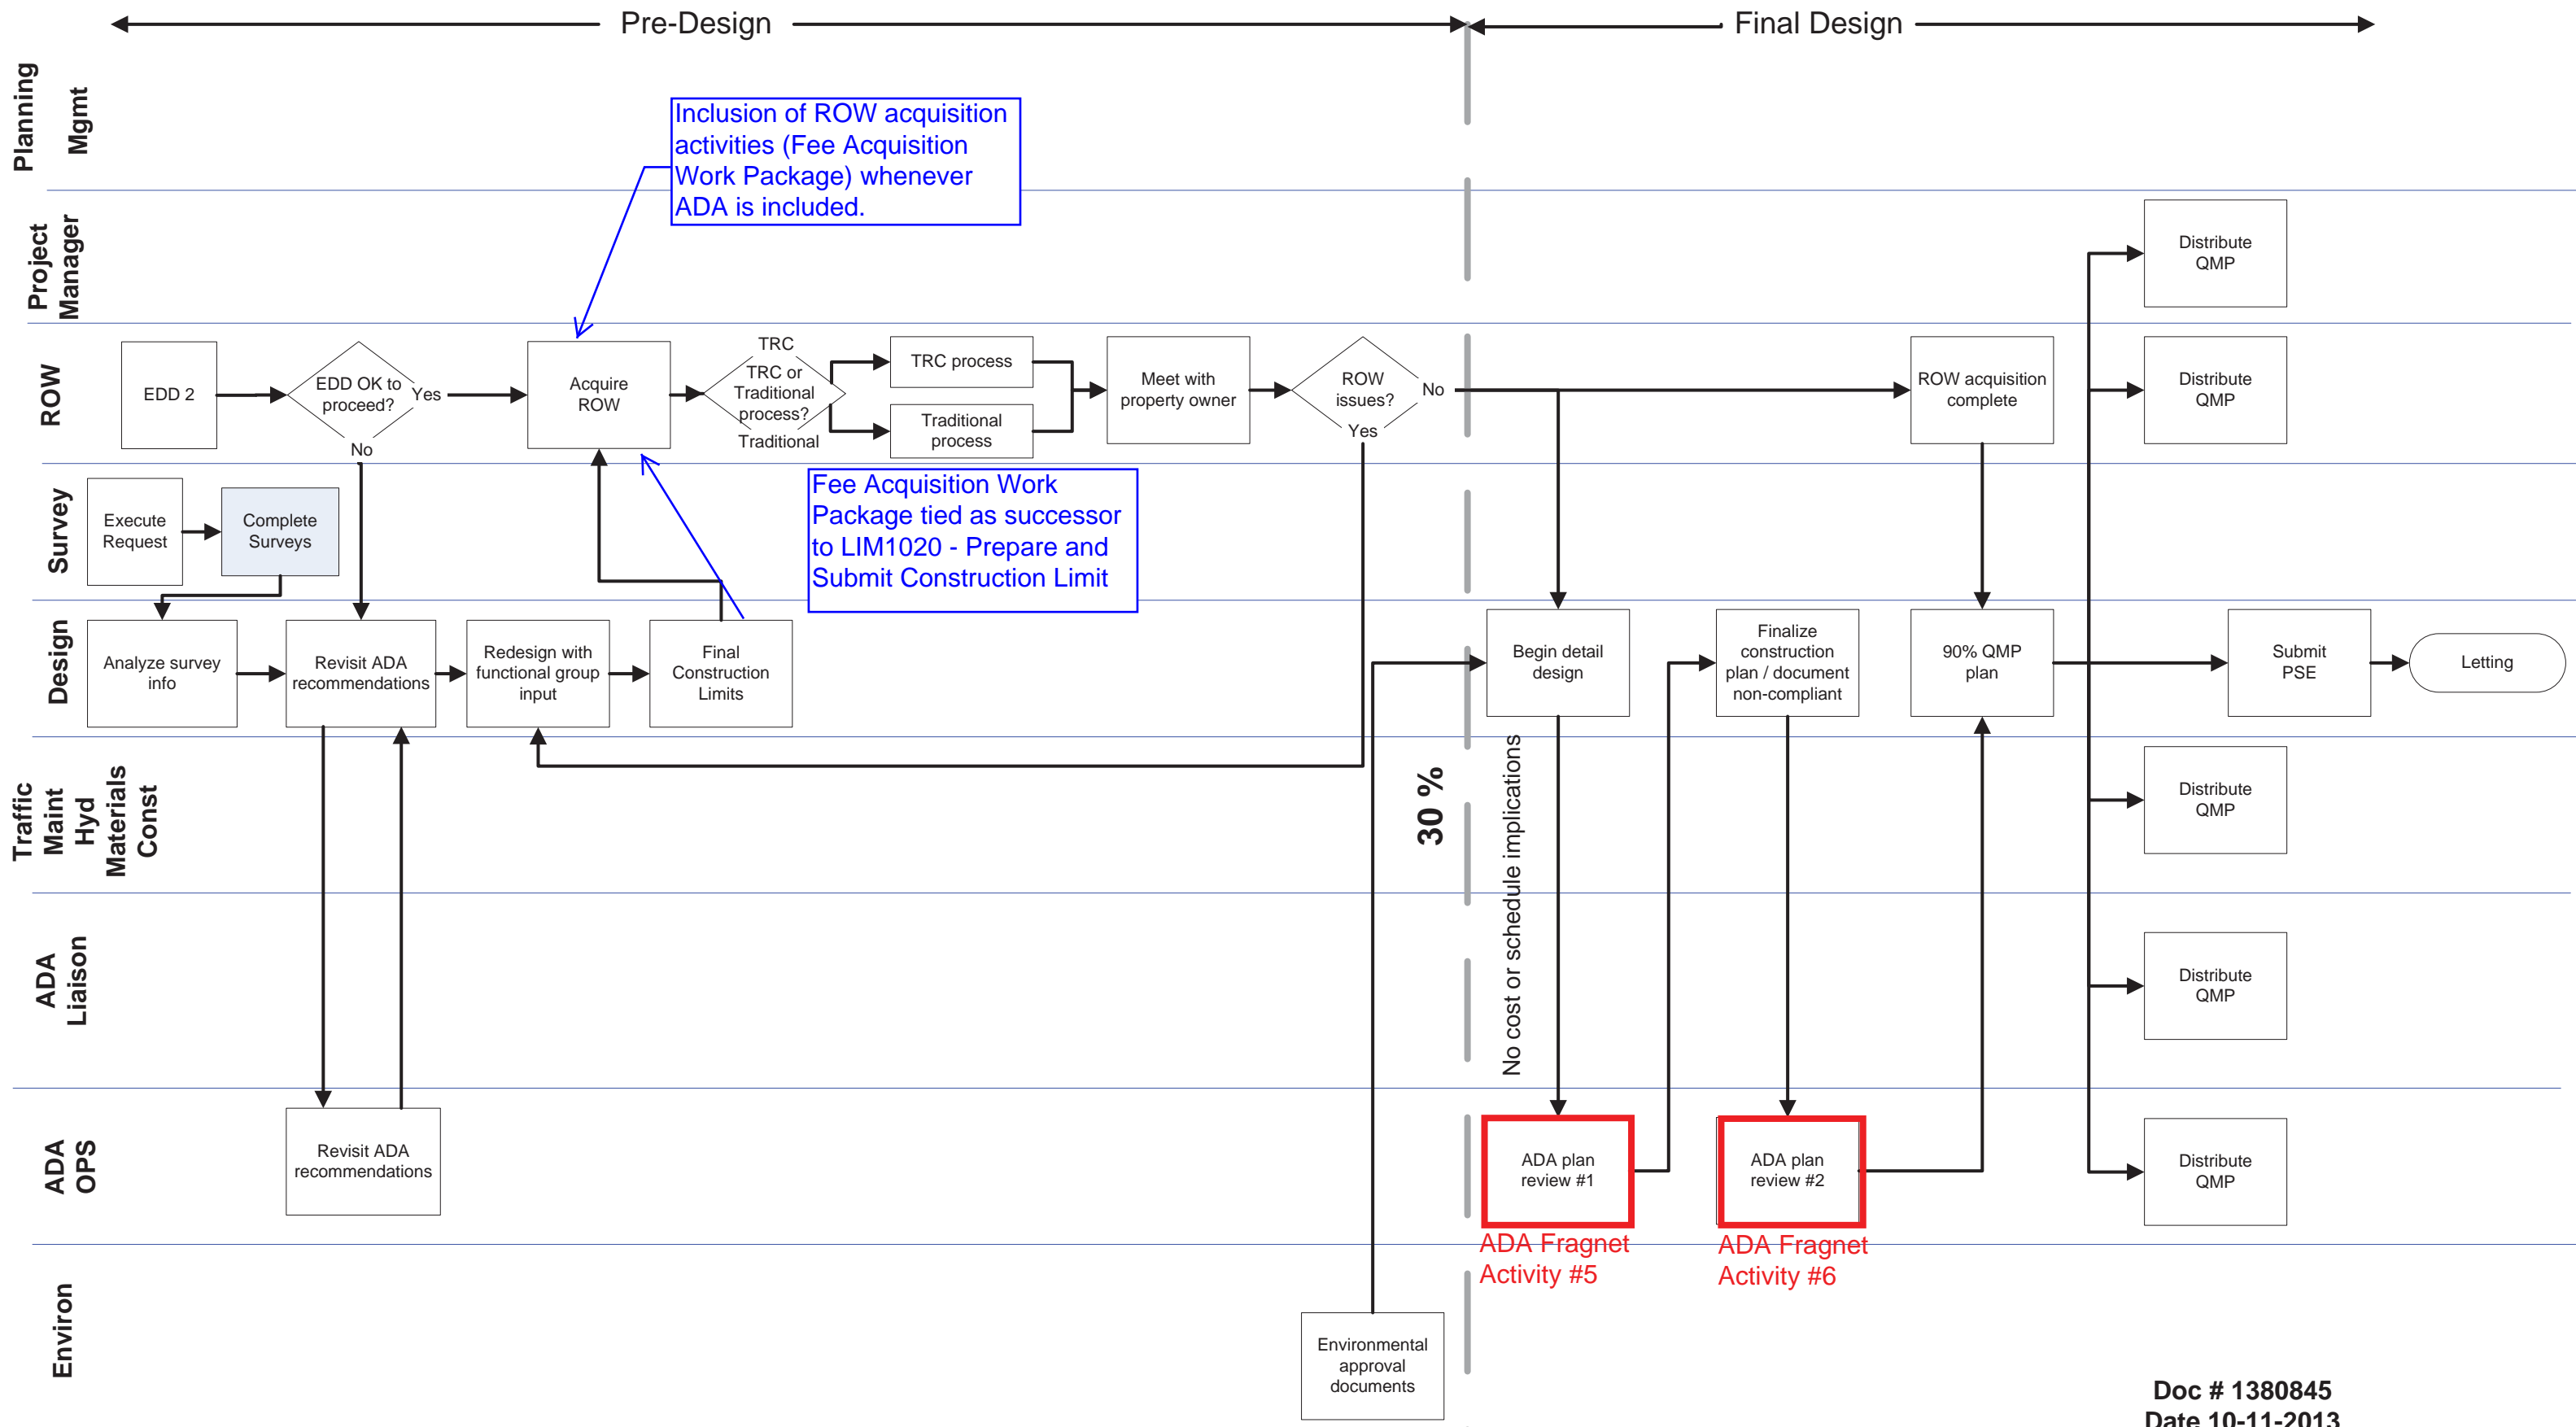 Pre-Design
Final Design
Planning
Mgmt
Inclusion of ROW acquisition
activities (Fee Acquisition
Work Package) whenever
ADA is included.
Project
Manager
Distribute
QMP
ROW
EDD 2
EDD OK to
proceed?
Yes
No
Acquire
ROW
TRC
TRC or
Traditional
process?
Traditional
TRC process
Traditional
process
Meet with
property owner
ROW
issues?
No
Yes
ROW acquisition
complete
Distribute
QMP
Survey
Execute
Request
Complete
Surveys
Fee Acquisition Work
Package tied as successor
to LIM1020 - Prepare and
Submit Construction Limit
Design
Analyze survey
info
Revisit ADA
recommendations
Redesign with
functional group
input
Final
Construction
Limits
Begin detail
design
Finalize
construction
plan / document
non-compliant
90% QMP
plan
Submit
PSE
Letting
Traffic
Maint
Hyd
Materials
Const
30 %
No cost or schedule implications
Distribute
QMP
ADA
Liaison
Distribute
QMP
ADA
OPS
Revisit ADA
recommendations
ADA plan
review #1
ADA plan
review #2
Distribute
QMP
ADA Fragnet
Activity #5
ADA Fragnet
Activity #6
Environ
Environmental
approval
documents
Doc # 1380845
Date 10-11-2013